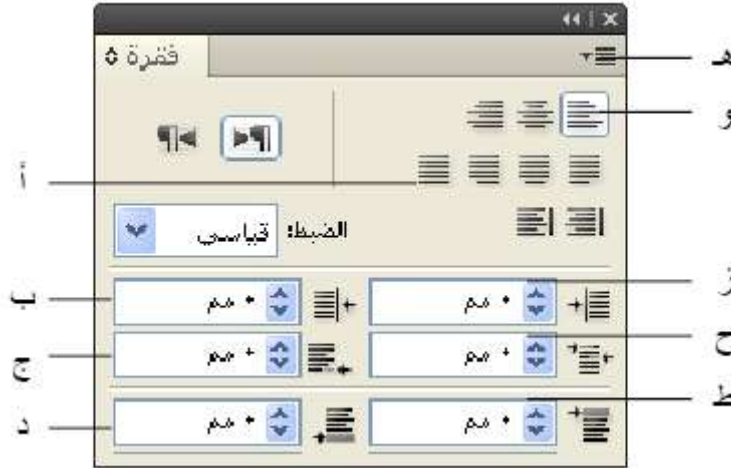 فقرة
هـ
و
أ
الضبط: قياسي
ز
ب
٠ مم
٠ مم
ح
ج
٠ مم
٠ مم
ط
د
٠ مم
٠ مم